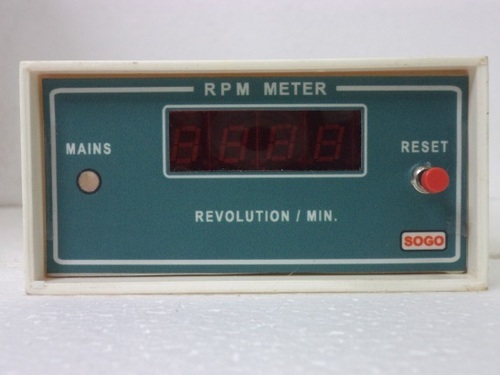 RPM METER
MAINS
RESET
REVOLUTION / MIN.
SOGO